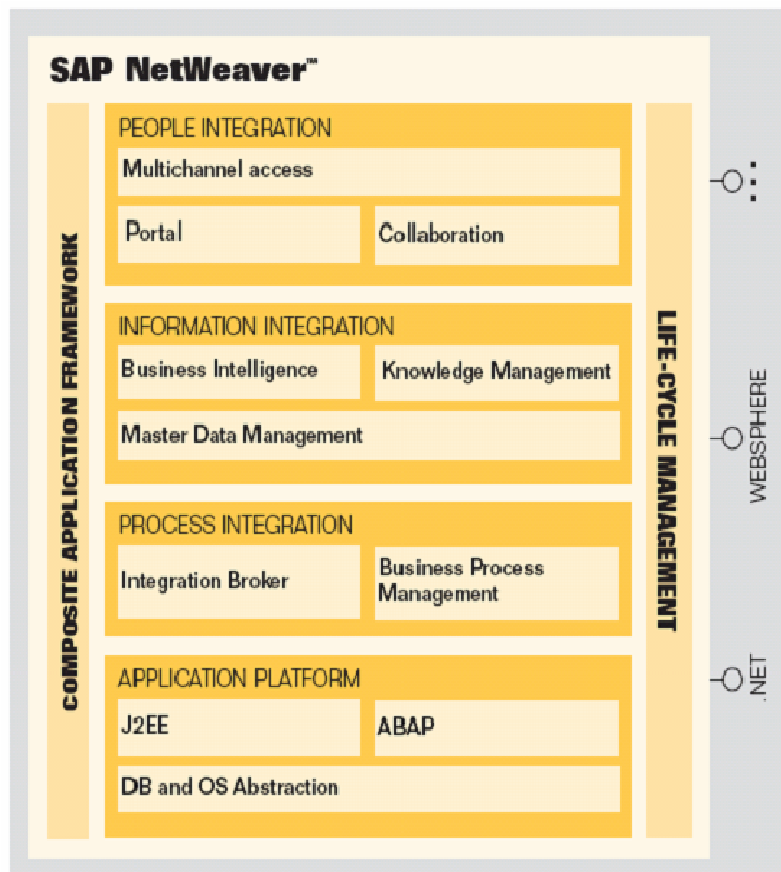 SAP NetWeaver™
COMPOSITE APPLICATION FRAMEWORK
PEOPLE INTEGRATION
Multichannel access
Portal
Collaboration
INFORMATION INTEGRATION
Business Intelligence
Knowledge Management
Master Data Management
PROCESS INTEGRATION
Integration Broker
Business Process
Management
APPLICATION PLATFORM
J2EE
ABAP
DB and OS Abstraction
LIFE-CYCLE MANAGEMENT
...
WEBSPHERE
.NET